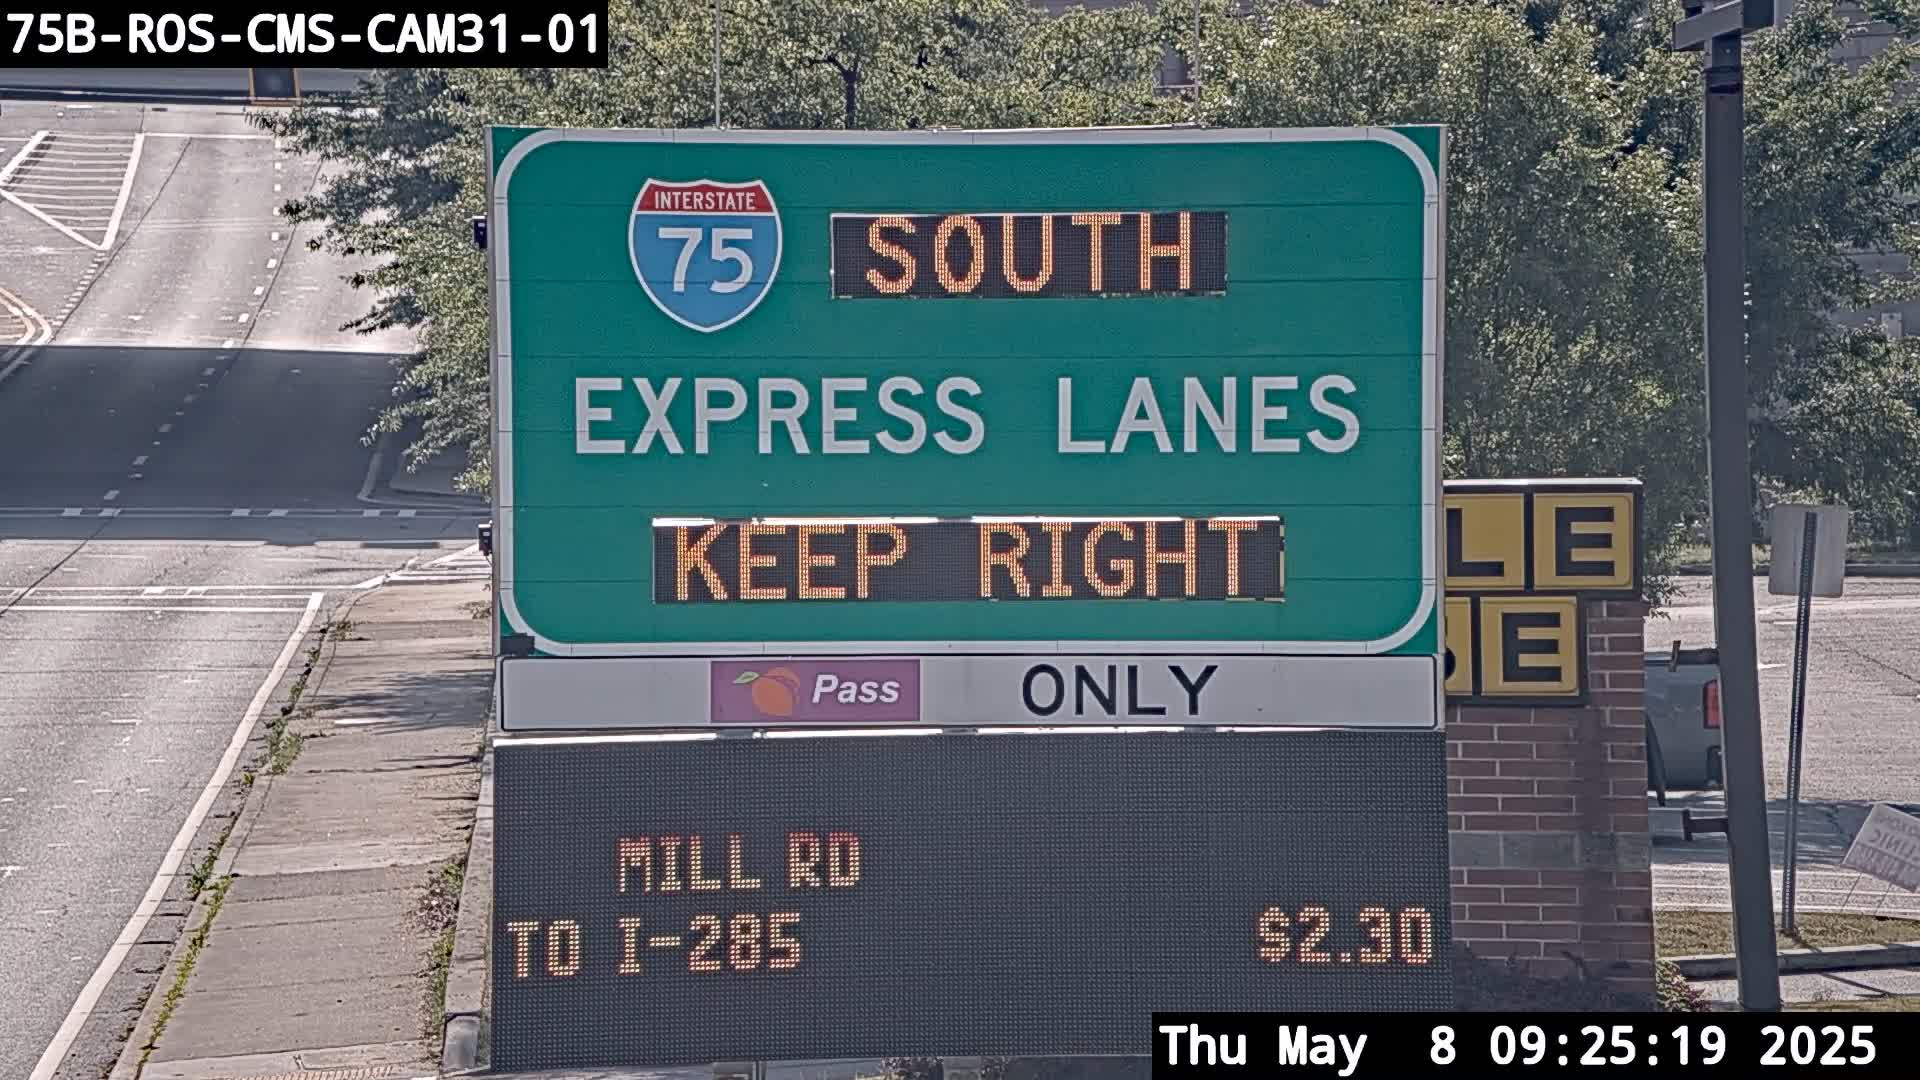 75B-ROS-CMS-CAM31-01
INTERSTATE
75
SOUTH
EXPRESS LANES
KEEP RIGHT
Pass ONLY
MILL RD
TO I-285 $2.30
LE
E
Thu May 8 09:25:19 2025